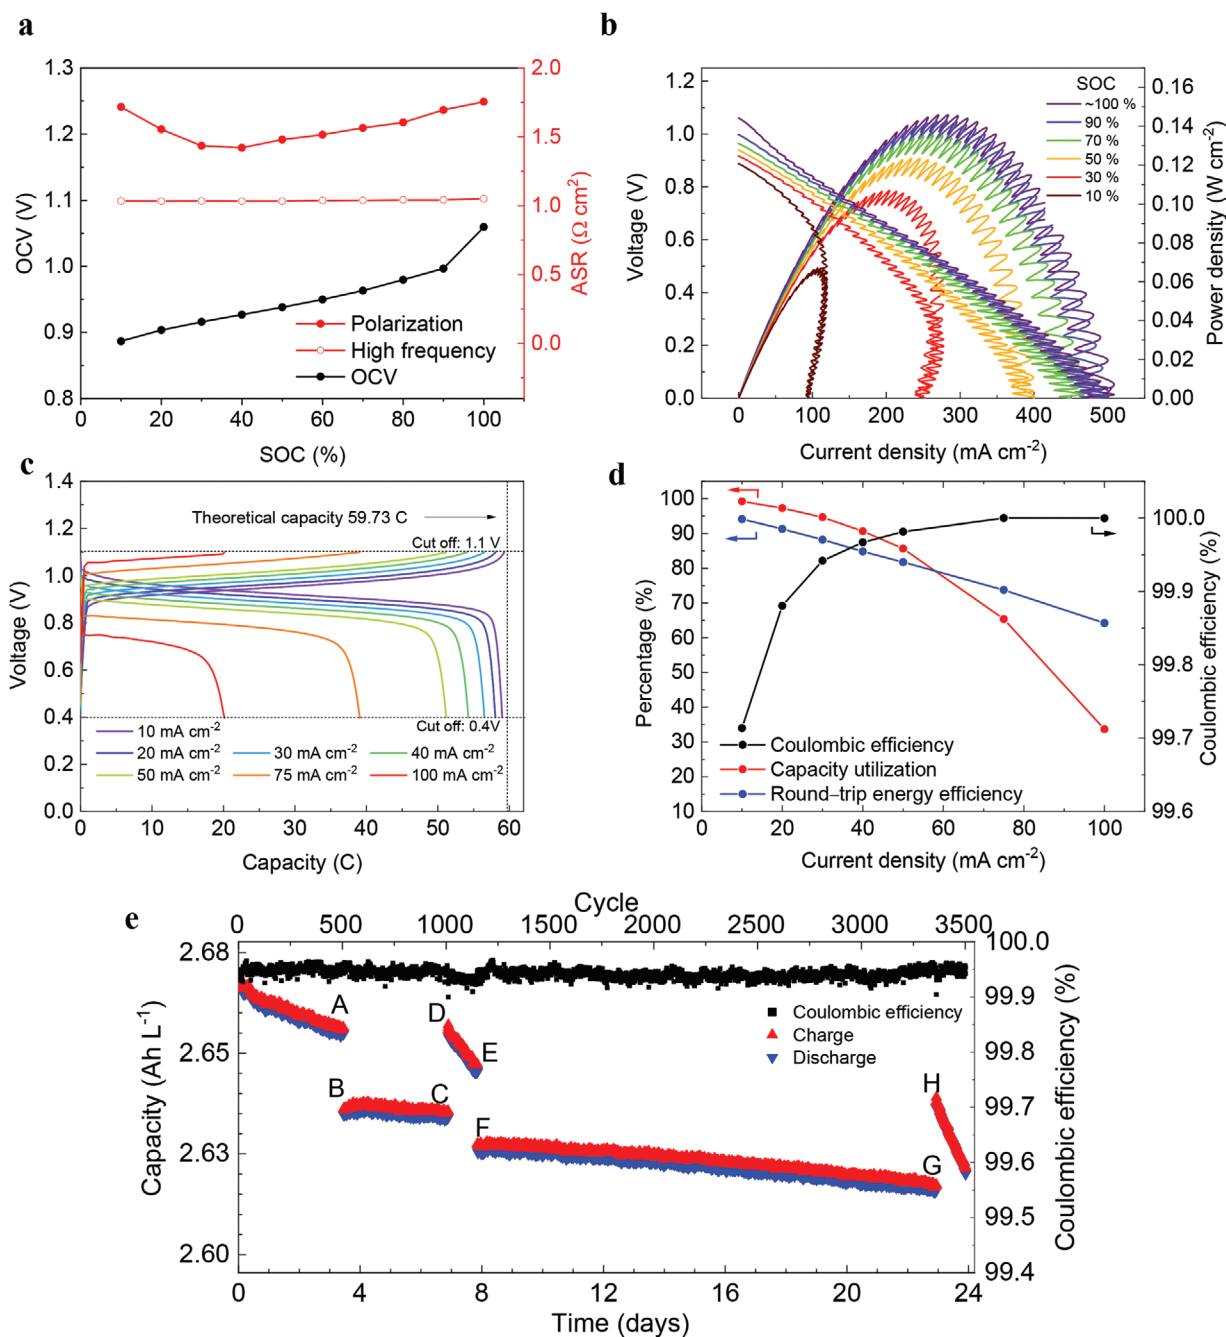 a
1.3
1.2
1.1
1.0
0.9
0.8
OCV (V)
2.0
1.5
1.0
0.5
0.0
ASR (Ω cm²)
Polarization
High frequency
OCV
0 20 40 60 80 100
SOC (%)
b
1.2
1.0
0.8
0.6
0.4
0.2
0.0
Voltage (V)
SOC
~100 %
90 %
70 %
50 %
30 %
10 %
0.16
0.14
0.12
0.10
0.08
0.06
0.04
0.02
0.00
Power density (W cm⁻²)
0 100 200 300 400 500
Current density (mA cm⁻²)
c
1.4
1.2
1.0
0.8
0.6
0.4
0.2
0.0
Voltage (V)
Theoretical capacity 59.73 C
Cut off: 1.1 V
Cut off: 0.4V
10 mA cm⁻²
20 mA cm⁻² 30 mA cm⁻² 40 mA cm⁻²
50 mA cm⁻² 75 mA cm⁻² 100 mA cm⁻²
0 10 20 30 40 50 60
Capacity (C)
d
100
95
90
85
80
75
70
65
60
55
50
45
40
35
30
25
20
15
10
Percentage (%)
100.0
99.9
99.8
99.7
99.6
Coulombic efficiency (%)
Coulombic efficiency
Capacity utilization
Round–trip energy efficiency
0 20 40 60 80 100
Current density (mA cm⁻²)
e
Cycle
0 500 1000 1500 2000 2500 3000 3500
2.68
2.65
2.63
2.60
Capacity (Ah L⁻¹)
A
B
C
D
E
F
G
H
Coulombic efficiency
Charge
Discharge
100.0
99.9
99.8
99.7
99.6
99.5
99.4
Coulombic efficiency (%)
0 4 8 12 16 20 24
Time (days)